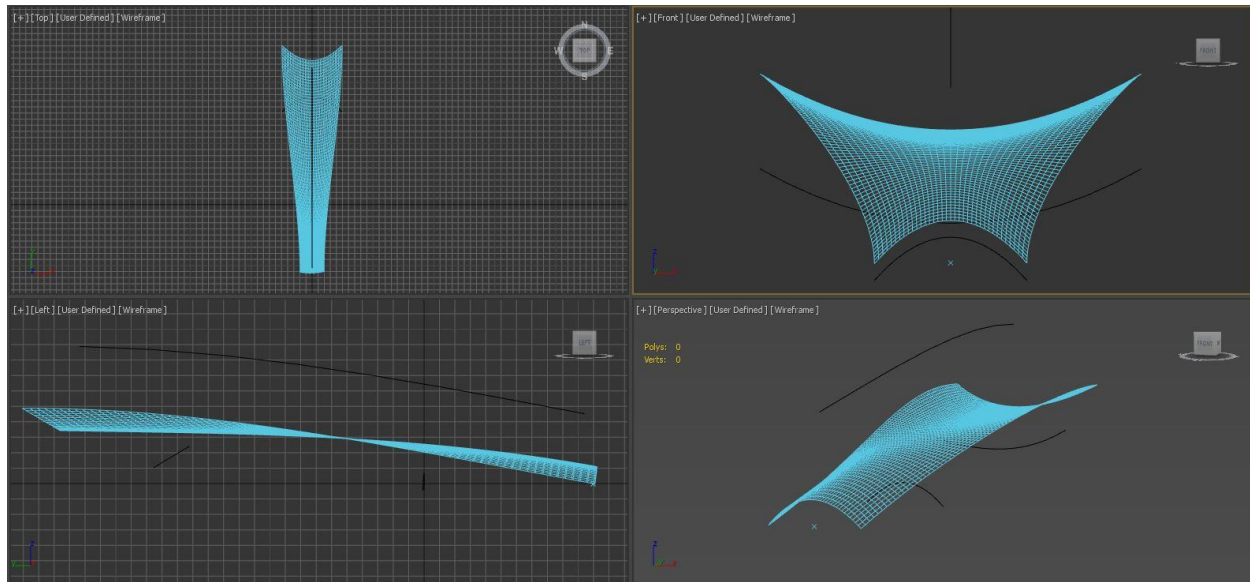 [+] [Top] [User Defined] [Wireframe]
N
W
TOP
E
S
z
x
[+] [Front] [User Defined] [Wireframe]
FRONT
z
y
x
[+] [Left] [User Defined] [Wireframe]
LEFT
z
y
[+] [Perspective] [User Defined] [Wireframe]
Polys: 0
Verts: 0
FRONT
z
x